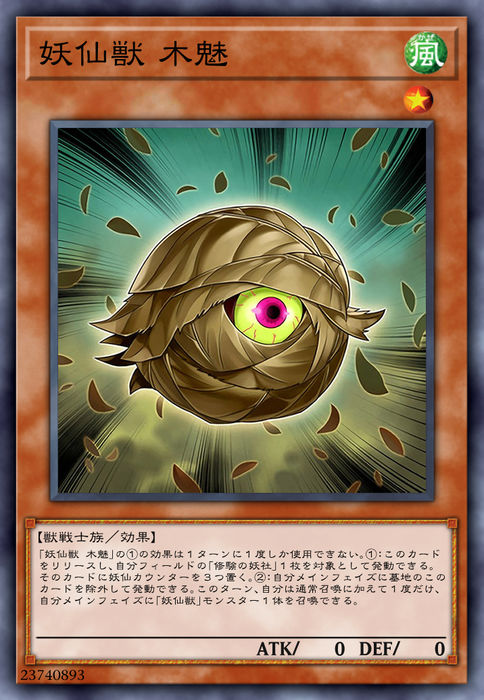 妖仙獣 木魅
かぜ
風
【獣戦士族／効果】
「妖仙獣 木魅」の①の効果は１ターンに１度しか使用できない。①：このカード
をリリースし、自分フィールドの「修験の妖社」１枚を対象として発動できる。
そのカードに妖仙カウンターを３つ置く。②：自分メインフェイズに墓地のこの
カードを除外して発動できる。このターン、自分は通常召喚に加えて１度だけ、
自分メインフェイズに「妖仙獣」モンスター１体を召喚できる。
ATK/ 0 DEF/ 0
23740893